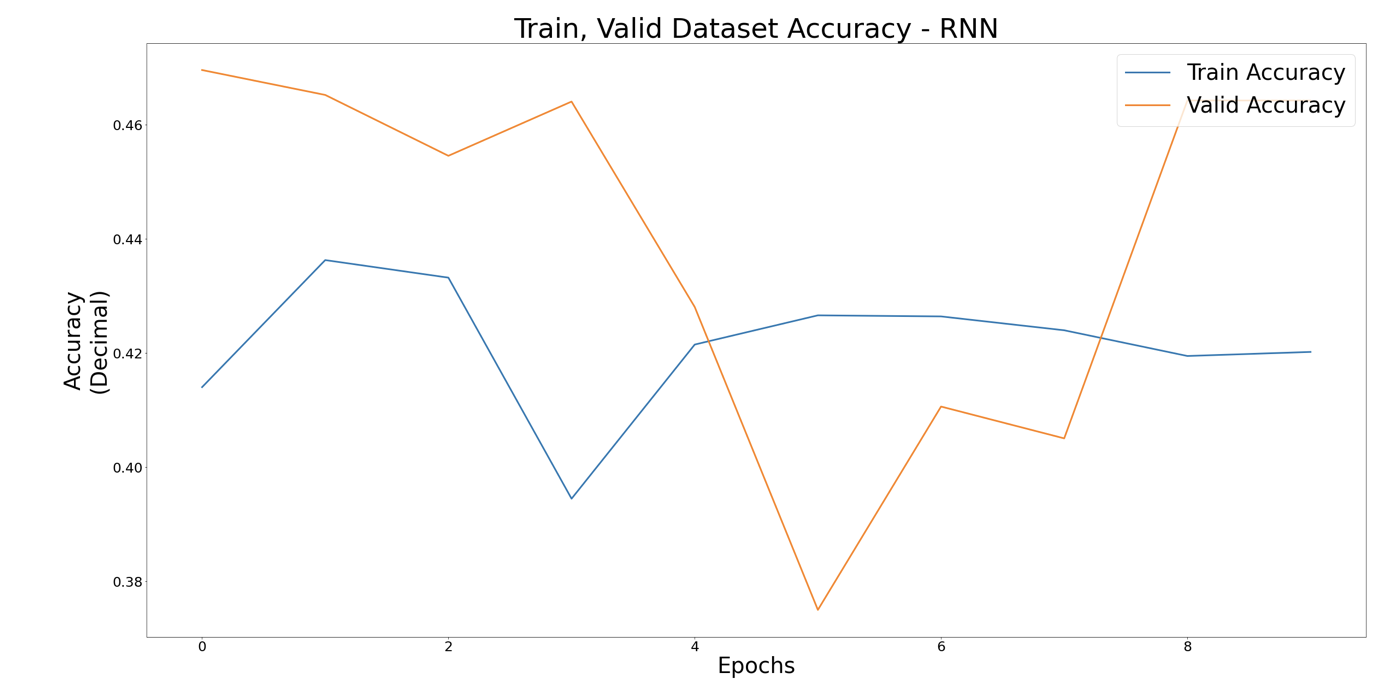 Train, Valid Dataset Accuracy - RNN
Train Accuracy
Valid Accuracy
Accuracy
(Decimal)
0.46
0.44
0.42
0.40
0.38
0
2
4
6
8
Epochs